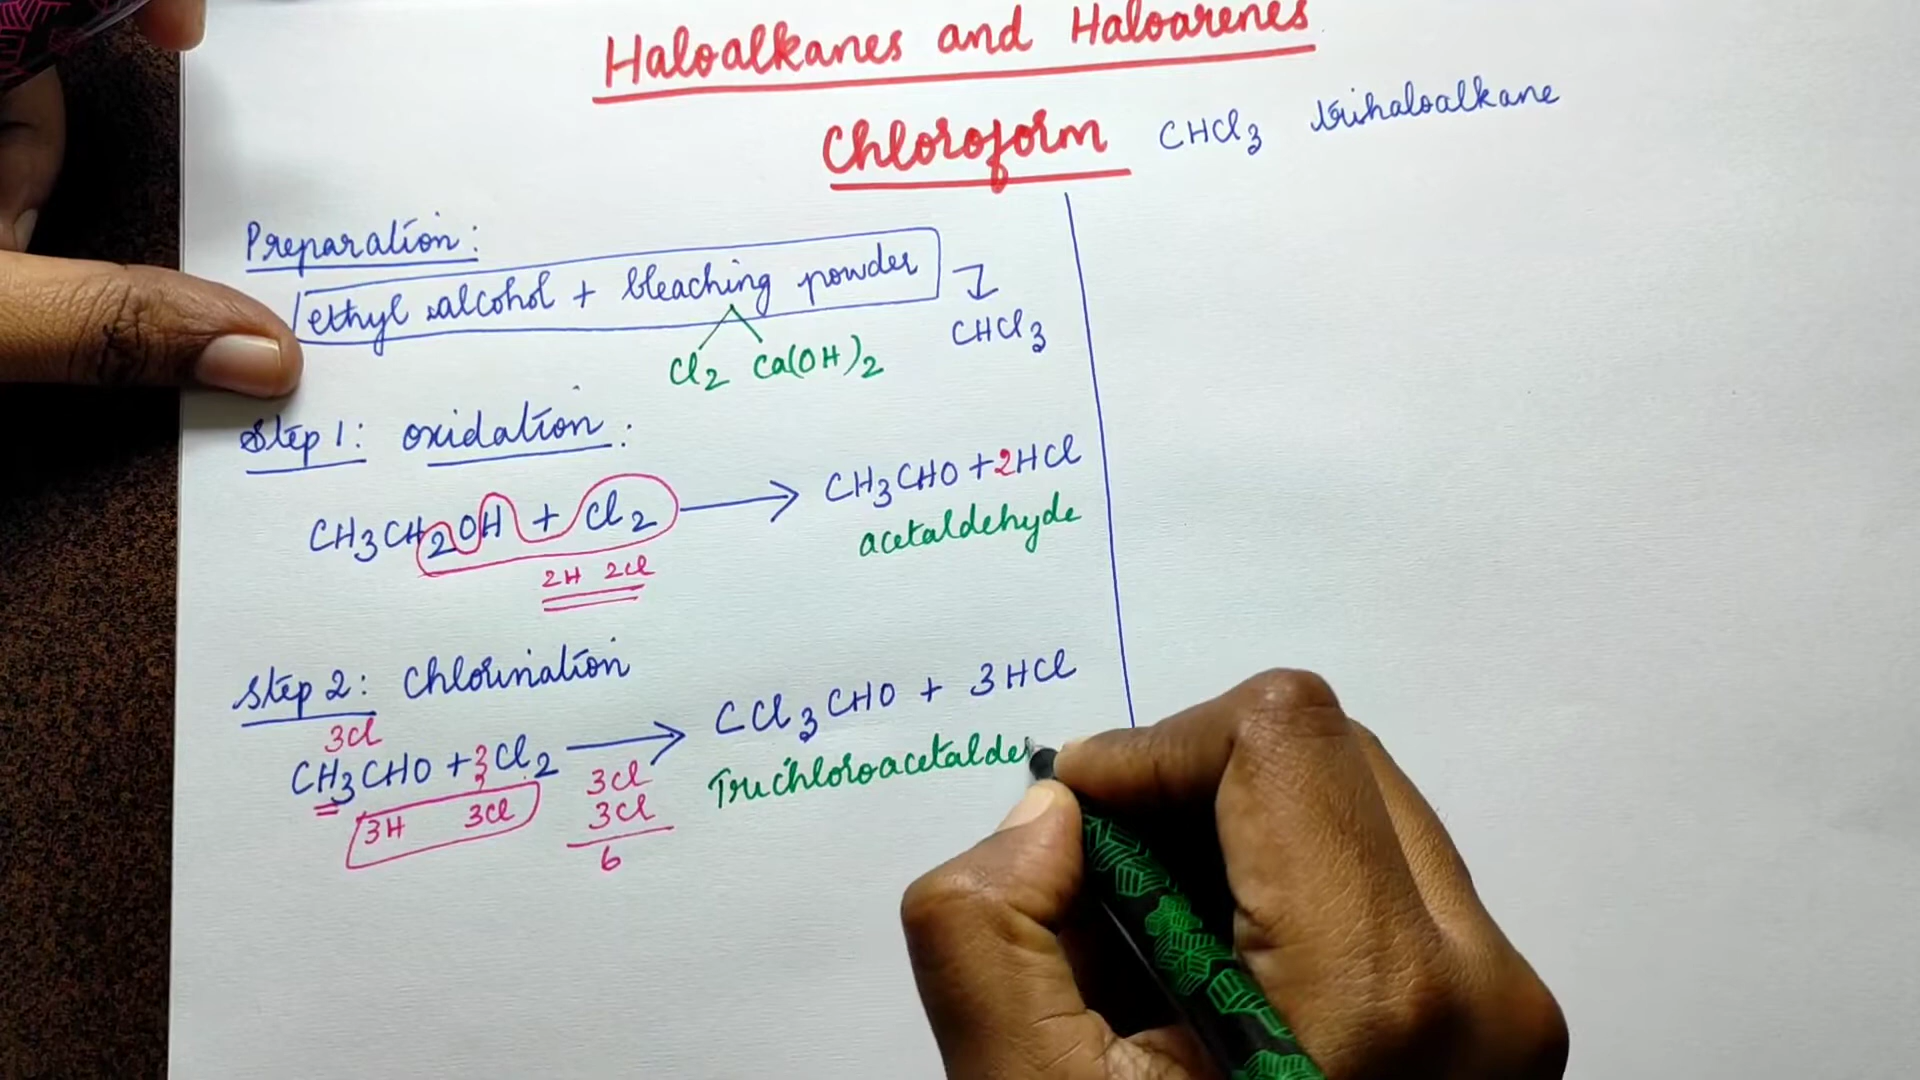 Haloalkanes and Haloarenes
Chloroform CHCl3 trihaloalkane
Preparation:
ethyl alcohol + bleaching powder
CHCl3
Cl2 Ca(OH)2
Step 1: oxidation:
CH3CH2OH + Cl2 → CH3CHO + 2HCl
acetaldehyde
2H 2Cl
Step 2: Chlorination
3Cl
CH3CHO + 3Cl2 → CCl3CHO + 3HCl
Trichloroacetalde
3H 3Cl
3Cl
3Cl
6